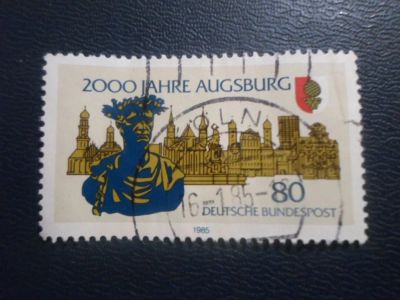 2000 JAHRE AUGSBURG
80
DEUTSCHE BUNDESPOST
1985